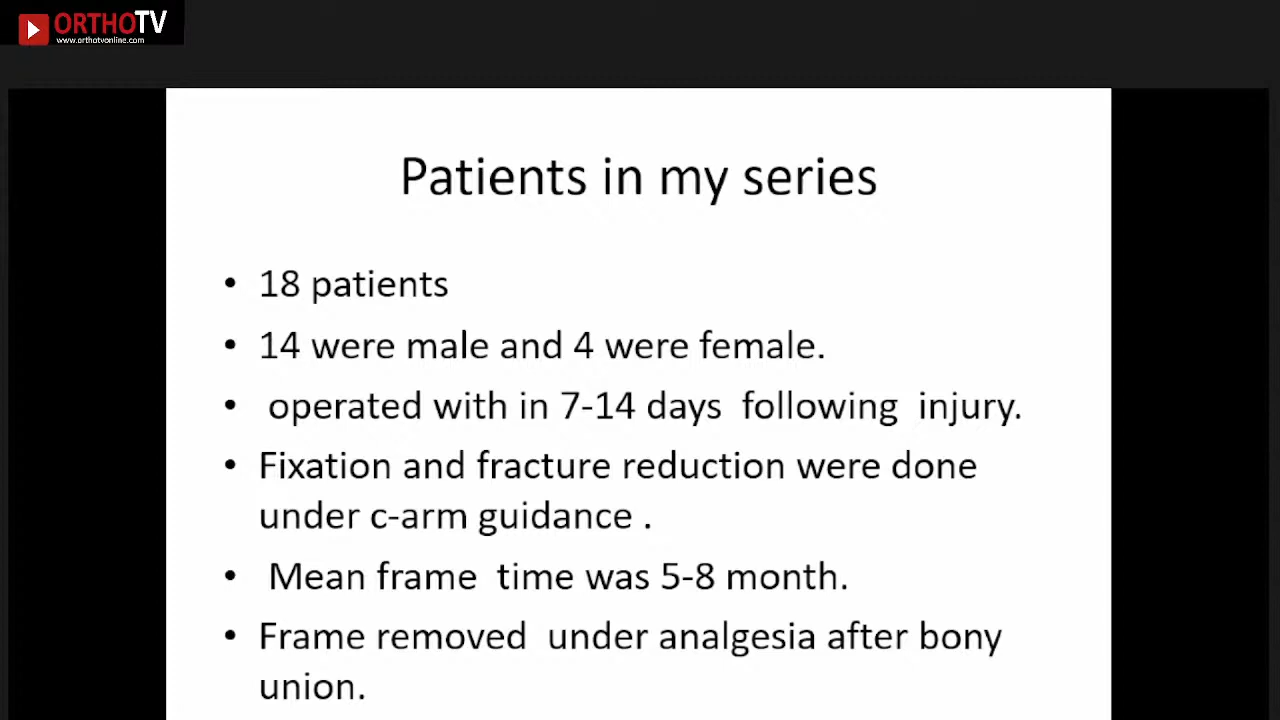 ORTHOTV
www.orthotvonline.com
Patients in my series
• 18 patients
• 14 were male and 4 were female.
• operated with in 7-14 days following injury.
• Fixation and fracture reduction were done
under c-arm guidance .
• Mean frame time was 5-8 month.
• Frame removed under analgesia after bony
union.